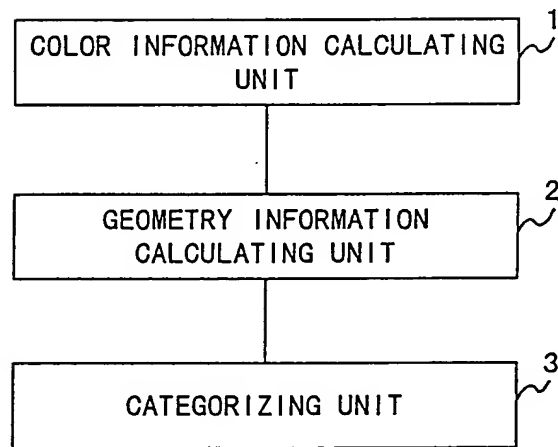 1
COLOR INFORMATION CALCULATING
UNIT
2
GEOMETRY INFORMATION
CALCULATING UNIT
3
CATEGORIZING UNIT